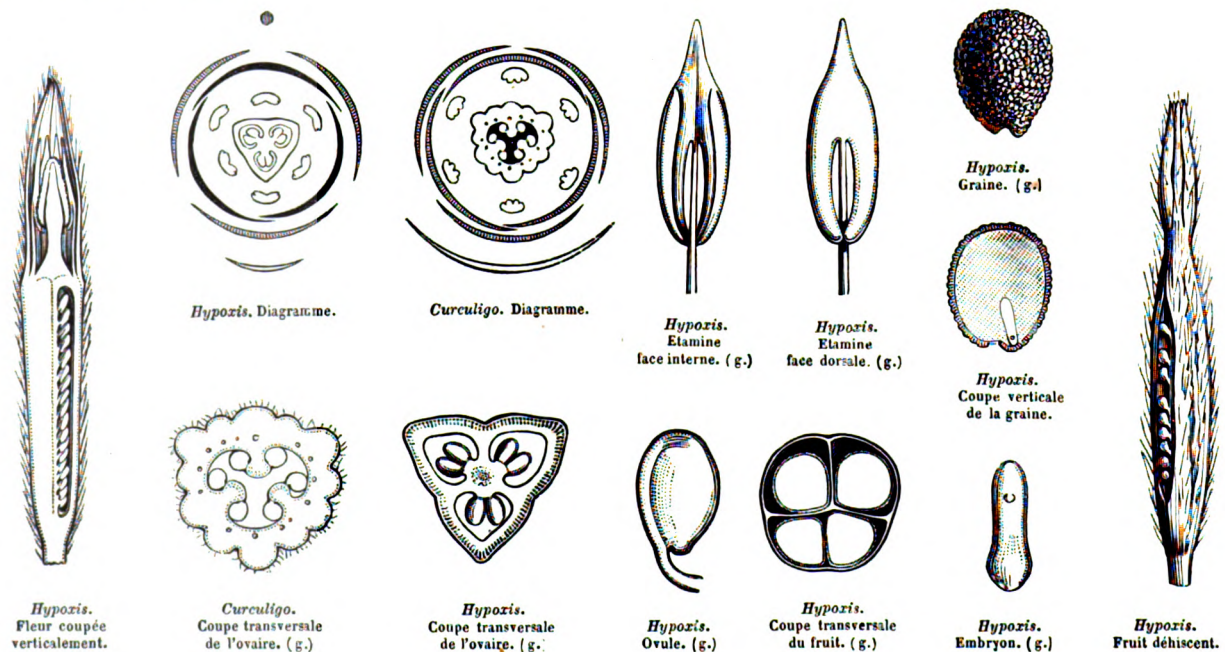 Hypoxis. Diagramme.
Curculigo. Diagramme.
Hypoxis.
Etamine
face interne. (g.)
Hypoxis.
Etamine
face dorsale. (g.)
Hypoxis.
Graine. (g.)
Hypoxis.
Coupe verticale
de la graine.
Hypoxis.
Fleur coupée
verticalement.
Curculigo.
Coupe transversale
de l'ovaire. (g.)
Hypoxis.
Coupe transversale
de l'ovaire. (g.)
Hypoxis.
Ovule. (g.)
Hypoxis.
Coupe transversale
du fruit. (g.)
Hypoxis.
Embryon. (g.)
Hypoxis.
Fruit déhiscent.